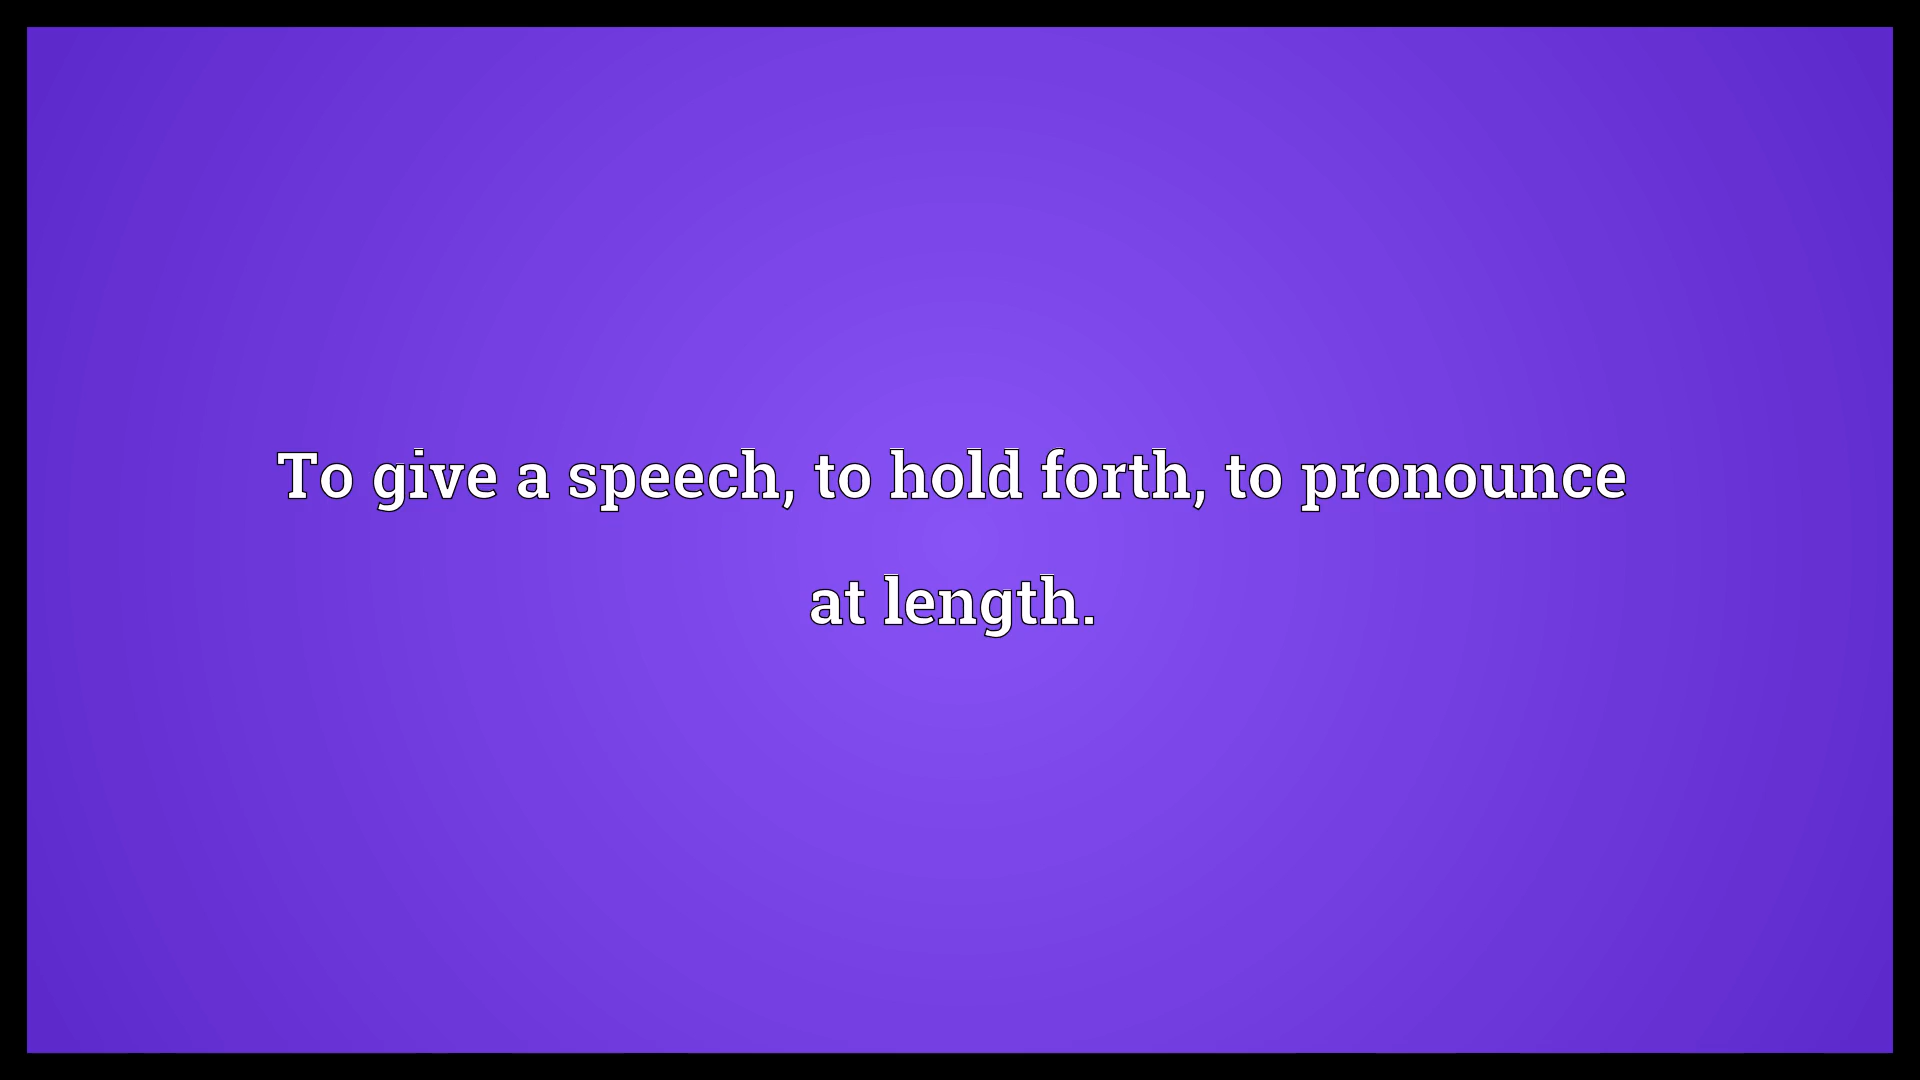 To give a speech, to hold forth, to pronounce
at length.